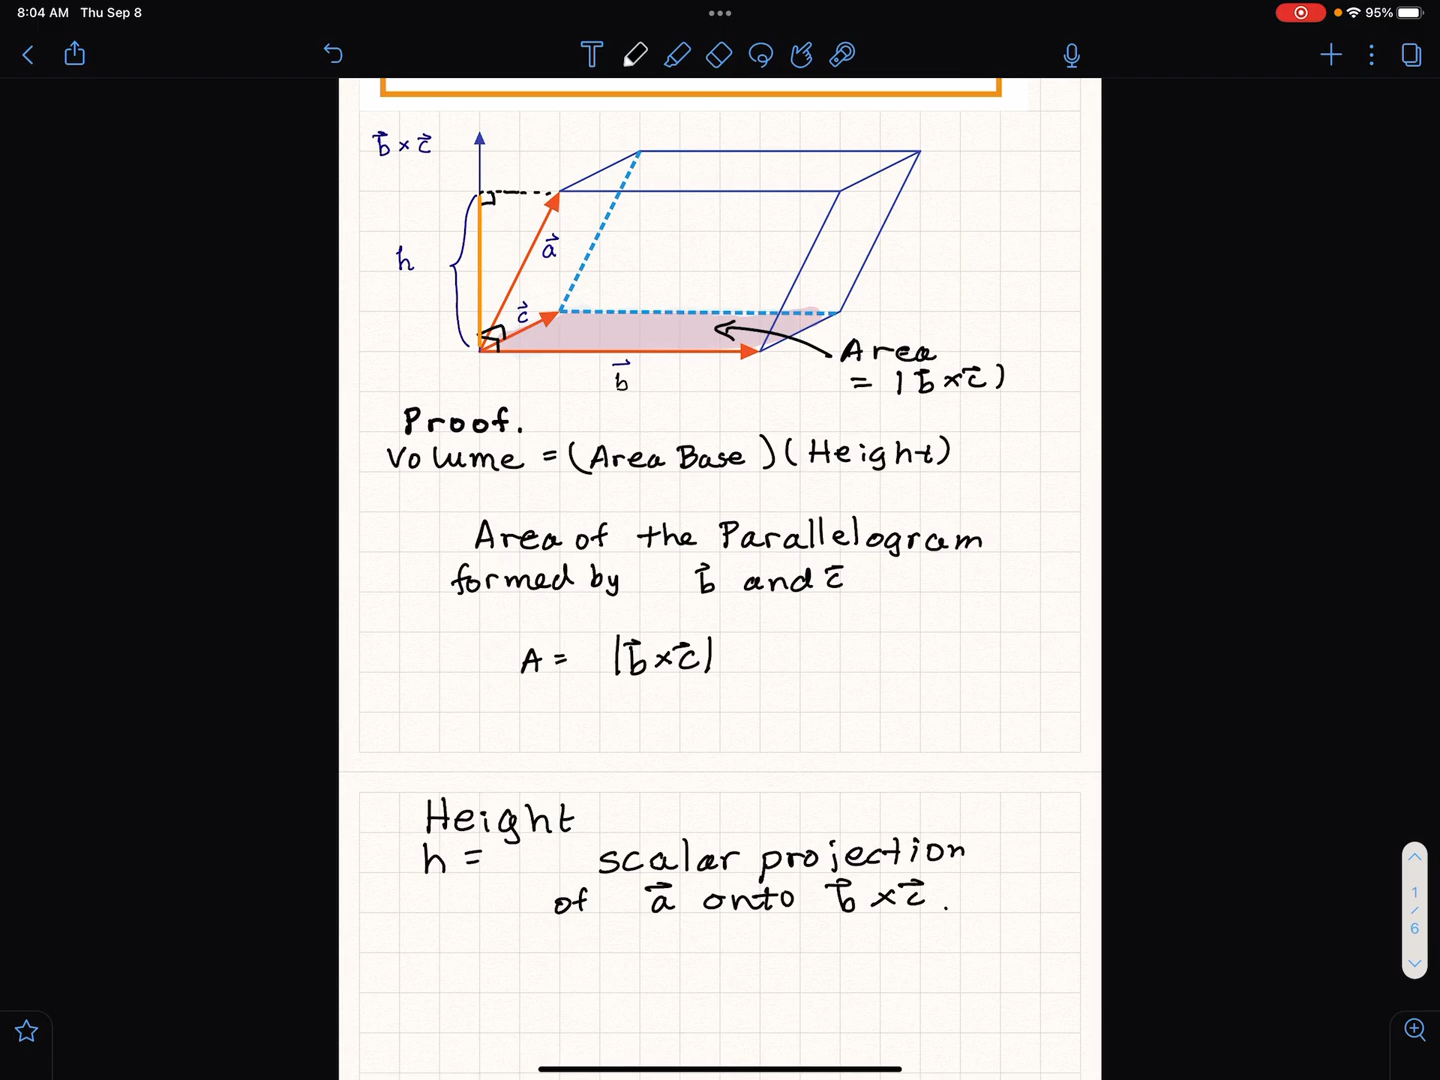 8:04 AM Thu Sep 8
95%
b⃗ × c⃗
h
a⃗
c⃗
b⃗
Area
= |b⃗ × c⃗)
Proof.
Volume = (Area Base)(Height)
Area of the Parallelogram
formed by b⃗ and c̄
A = |b⃗ × c⃗|
Height
h = scalar projection
of a⃗ onto b⃗ × c⃗.
1
/
6